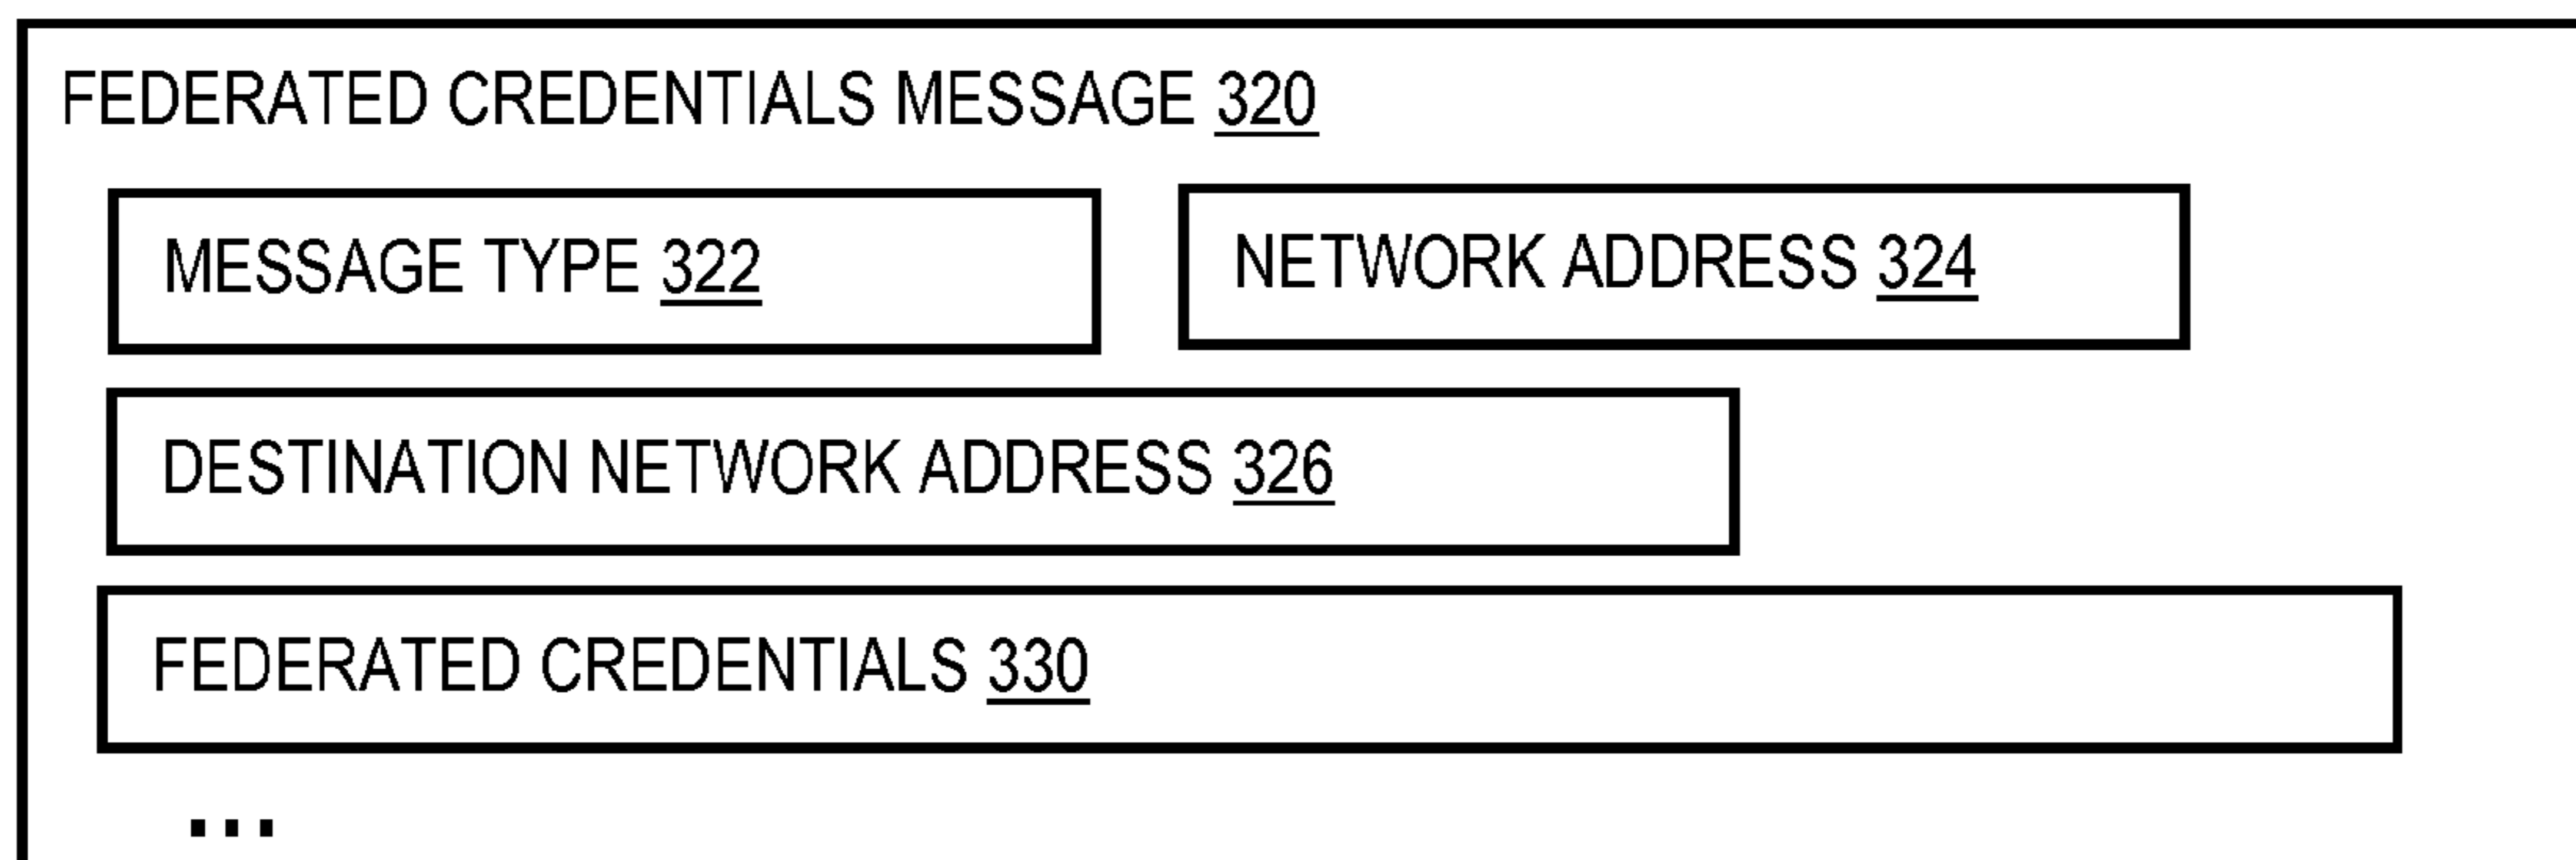 FEDERATED CREDENTIALS MESSAGE 320
MESSAGE TYPE 322
NETWORK ADDRESS 324
DESTINATION NETWORK ADDRESS 326
FEDERATED CREDENTIALS 330
...